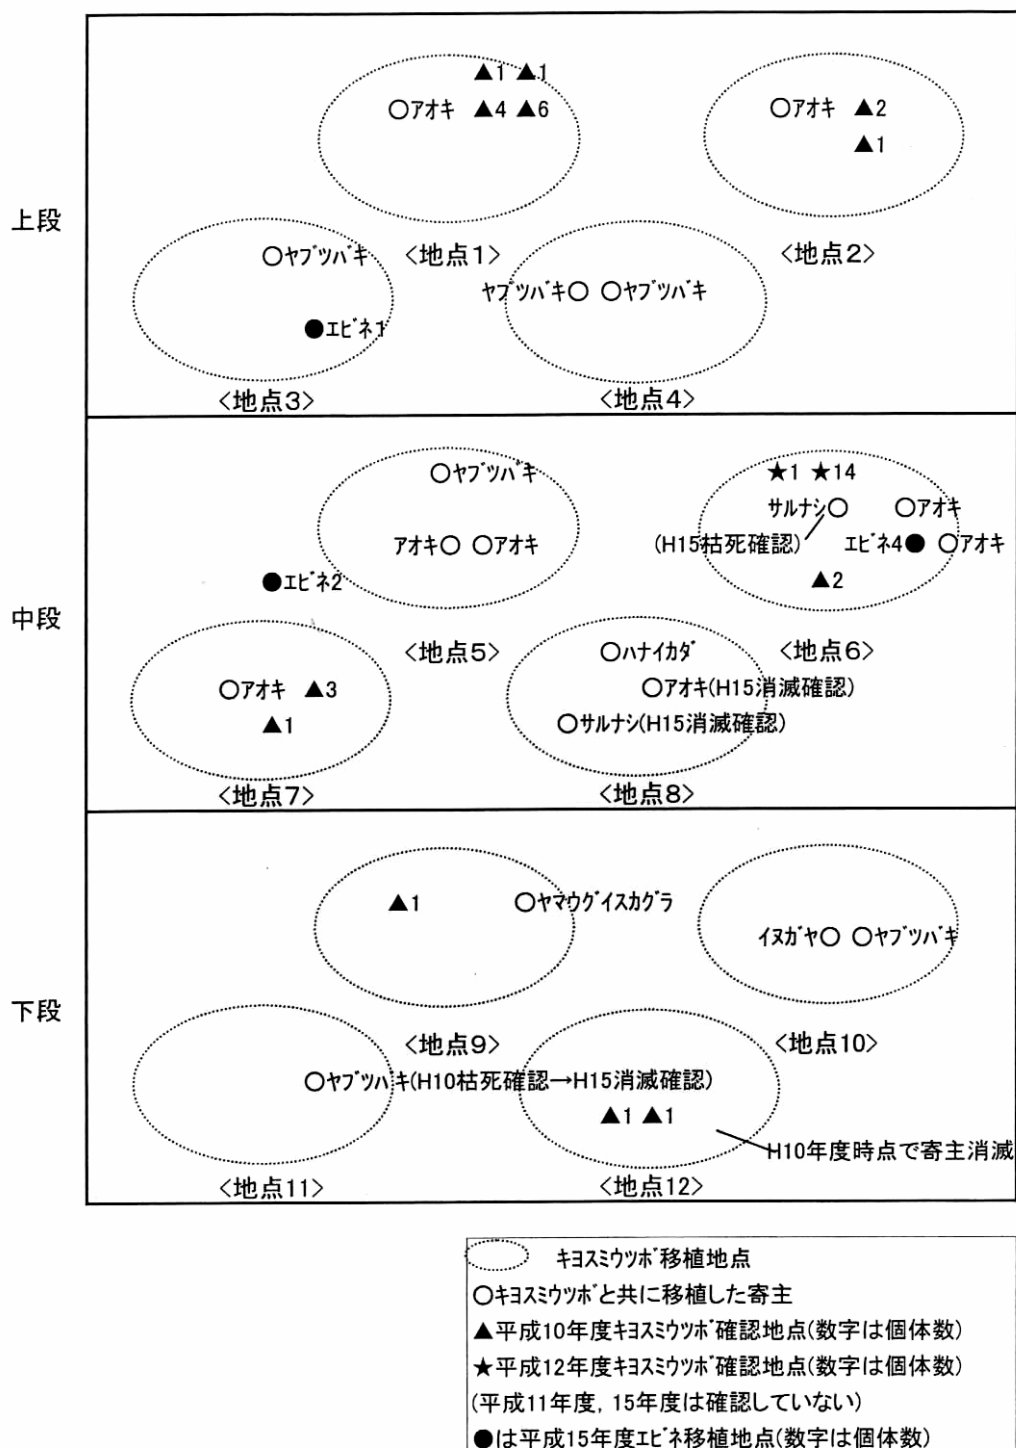 ▲1 ▲1
○アオキ ▲4 ▲6
○アオキ ▲2
▲1
上段
○ヤブツバキ
<地点1>
<地点2>
ヤブツバキ○ ○ヤブツバキ
●エビネ1
<地点3>
<地点4>
○ヤブツバキ
★1 ★14
サルナシ○ ○アオキ
アオキ○ ○アオキ
(H15枯死確認)
エビネ4● ○アオキ
●エビネ2
▲2
中段
<地点5>
○ハナイカダ
<地点6>
○アオキ ▲3
○アオキ(H15消滅確認)
▲1
○サルナシ(H15消滅確認)
<地点7>
<地点8>
▲1
○ヤマウグイスカグラ
イヌガヤ○ ○ヤブツバキ
下段
<地点9>
<地点10>
○ヤブツバキ(H10枯死確認→H15消滅確認)
▲1 ▲1
H10年度時点で寄主消滅
<地点11>
<地点12>
キヨスミウツボ移植地点
○キヨスミウツボと共に移植した寄主
▲平成10年度キヨスミウツボ確認地点(数字は個体数)
★平成12年度キヨスミウツボ確認地点(数字は個体数)
(平成11年度, 15年度は確認していない)
●は平成15年度エビネ移植地点(数字は個体数)